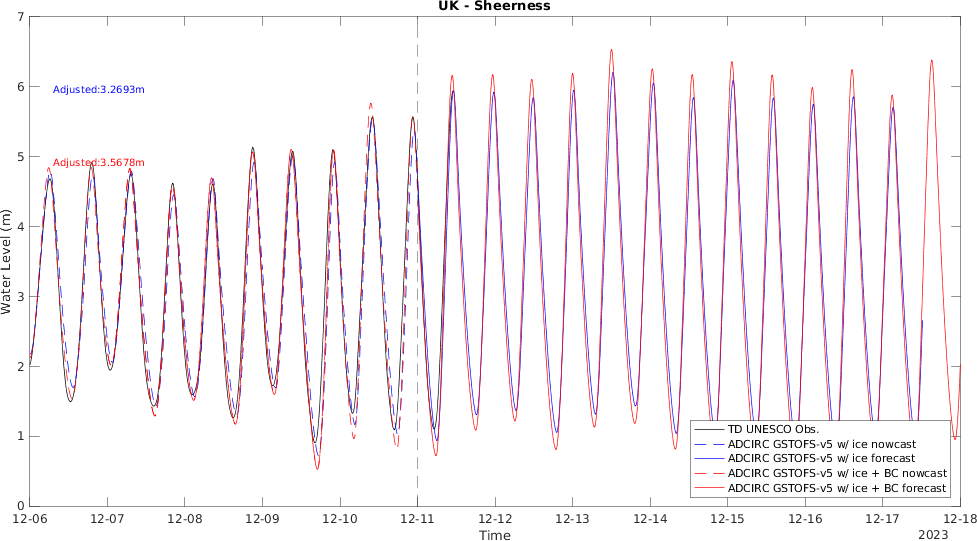 UK - Sheerness
7
6
5
4
3
2
1
0
Water Level (m)
Adjusted:3.2693m
Adjusted:3.5678m
TD UNESCO Obs.
ADCIRC GSTOFS-v5 w/ ice nowcast
ADCIRC GSTOFS-v5 w/ ice forecast
ADCIRC GSTOFS-v5 w/ ice + BC nowcast
ADCIRC GSTOFS-v5 w/ ice + BC forecast
12-06 12-07 12-08 12-09 12-10 12-11 12-12 12-13 12-14 12-15 12-16 12-17 12-18
Time
2023